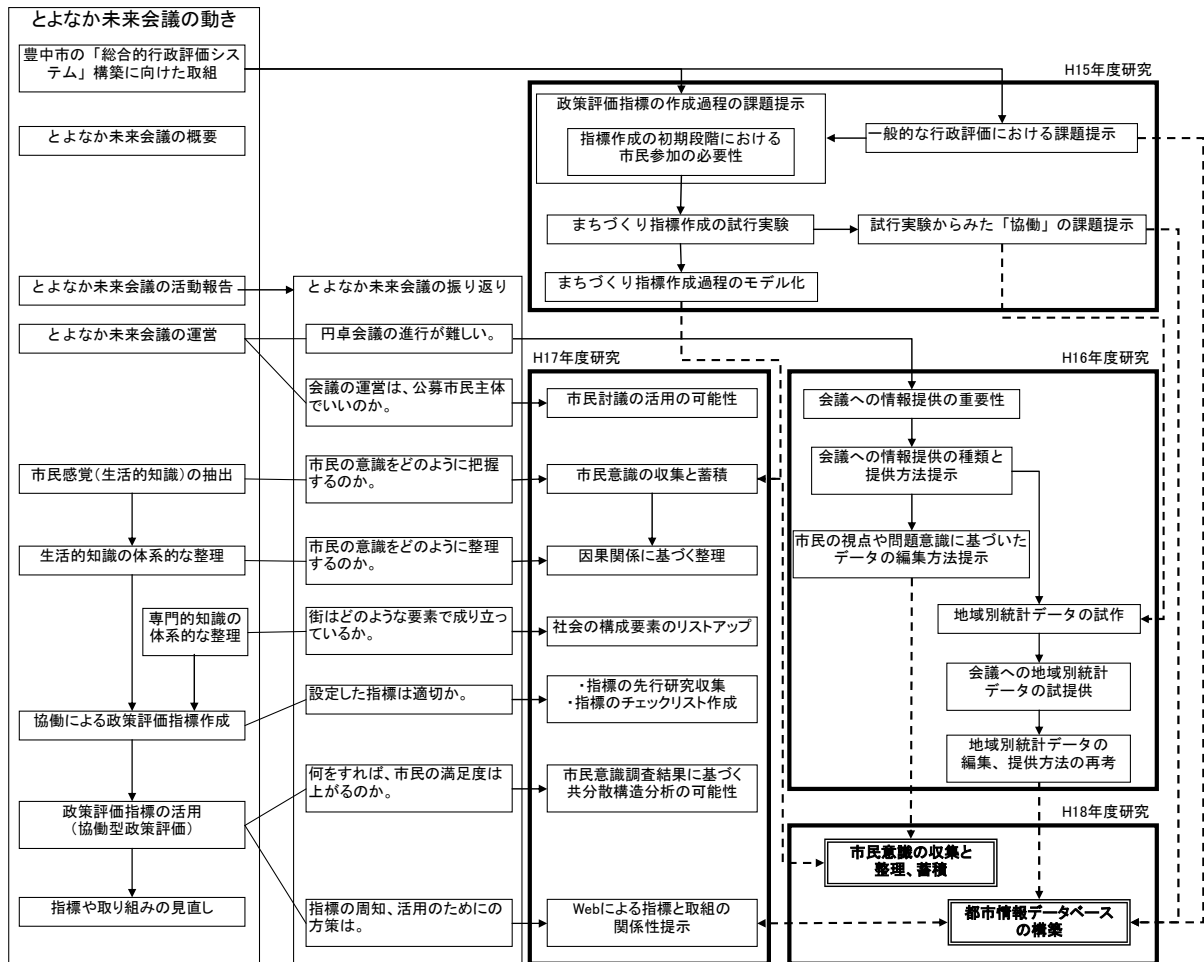 とよなか未来会議の動き
豊中市の「総合的行政評価シス
テム」構築に向けた取組
とよなか未来会議の概要
とよなか未来会議の活動報告
とよなか未来会議の運営
市民感覚(生活的知識)の抽出
生活的知識の体系的な整理
専門的知識の
体系的な整理
協働による政策評価指標作成
政策評価指標の活用
(協働型政策評価)
指標や取り組みの見直し
とよなか未来会議の振り返り
円卓会議の進行が難しい。
会議の運営は、公募市民主体
でいいのか。
市民の意識をどのように把握
するのか。
市民の意識をどのように整理
するのか。
街はどのような要素で成り立っ
ているか。
設定した指標は適切か。
何をすれば、市民の満足度は
上がるのか。
指標の周知、活用のためにの
方策は。
H15年度研究
政策評価指標の作成過程の課題提示
指標作成の初期段階における
市民参加の必要性
一般的な行政評価における課題提示
まちづくり指標作成の試行実験
試行実験からみた「協働」の課題提示
まちづくり指標作成過程のモデル化
H17年度研究
市民討議の活用の可能性
市民意識の収集と蓄積
因果関係に基づく整理
社会の構成要素のリストアップ
・指標の先行研究収集
・指標のチェックリスト作成
市民意識調査結果に基づく
共分散構造分析の可能性
Webによる指標と取組の
関係性提示
H16年度研究
会議への情報提供の重要性
会議への情報提供の種類と
提供方法提示
市民の視点や問題意識に基づいた
データの編集方法提示
地域別統計データの試作
会議への地域別統計
データの試提供
地域別統計データの
編集、提供方法の再考
H18年度研究
市民意識の収集と
整理、蓄積
都市情報データベース
の構築